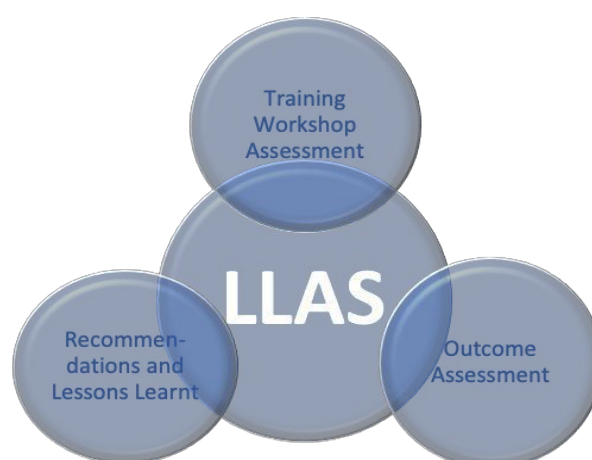 Training
Workshop
Assessment
LLAS
Recommen-
dations and
Lessons Learnt
Outcome
Assessment